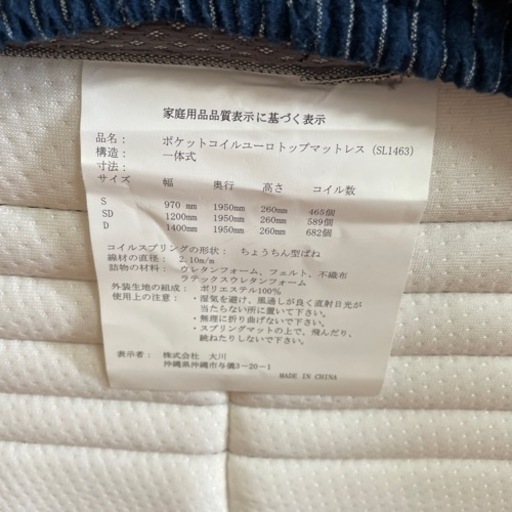 家庭用品品質表示に基づく表示
品名: ポケットコイルユーロトップマットレス (SL1463)
構造: 一体式
寸法:
サイズ 幅 奥行 高さ コイル数
S 970 mm 1950mm 260mm 465個
SD 1200mm 1950mm 260mm 589個
D 1400mm 1950mm 260mm 682個
コイルスプリングの形状: ちょうちん型ばね
線材の直径: 2.10m/m
詰物の材料: ウレタンフォーム、フェルト、不織布
ラテックスウレタンフォーム
外装生地の組成: ポリエステル100%
使用上の注意: ・湿気を避け、風通しが良く直射日光が
当たらない所に置いて下さい。
・無理に折り曲げないで下さい。
・スプリングマットの上で、飛んだり、
跳ねたりしないで下さい。
表示者: 株式会社 大川
沖縄県沖縄市与儀3-20-1
MADE IN CHINA